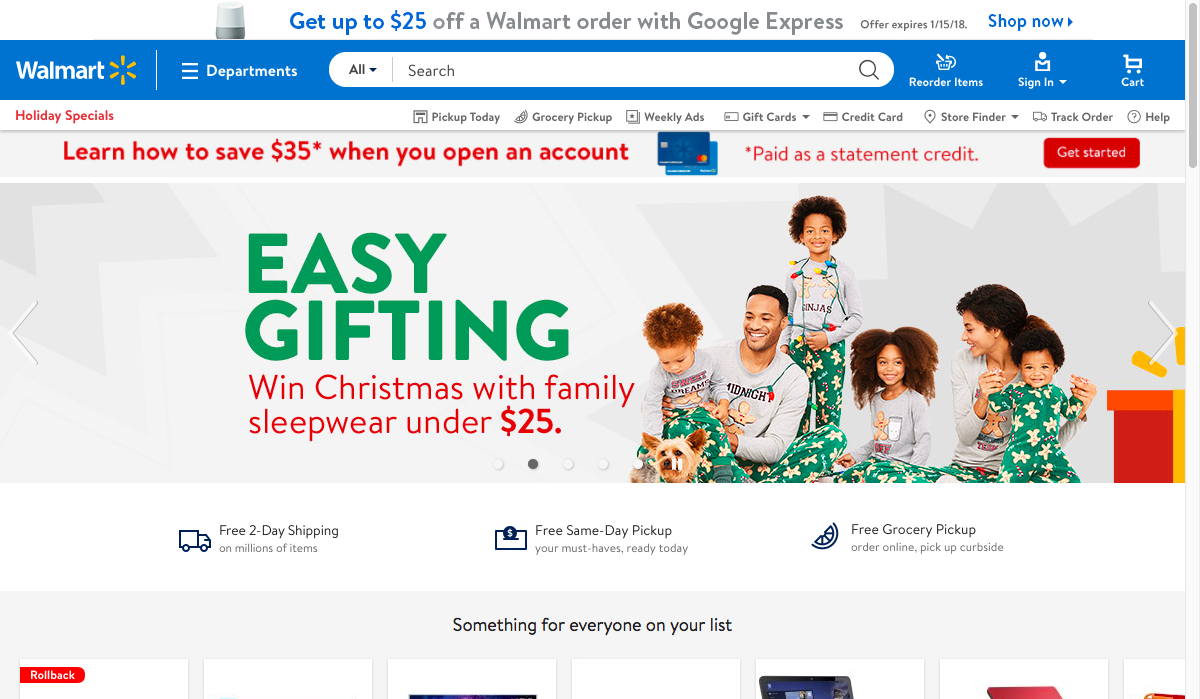 Get up to $25 off a Walmart order with Google Express
Offer expires 1/15/18.
Shop now
Walmart
Departments
All
Search
Reorder Items
Sign In
Cart
Holiday Specials
Pickup Today
Grocery Pickup
Weekly Ads
Gift Cards
Credit Card
Store Finder
Track Order
Help
Learn how to save $35* when you open an account
*Paid as a statement credit.
Get started
EASY
GIFTING
Win Christmas with family
sleepwear under $25.
NINJAS
SWEET
DREAMS
MIDNIGHT
Free 2-Day Shipping
on millions of items
Free Same-Day Pickup
your must-haves, ready today
Free Grocery Pickup
order online, pick up curbside
Something for everyone on your list
Rollback